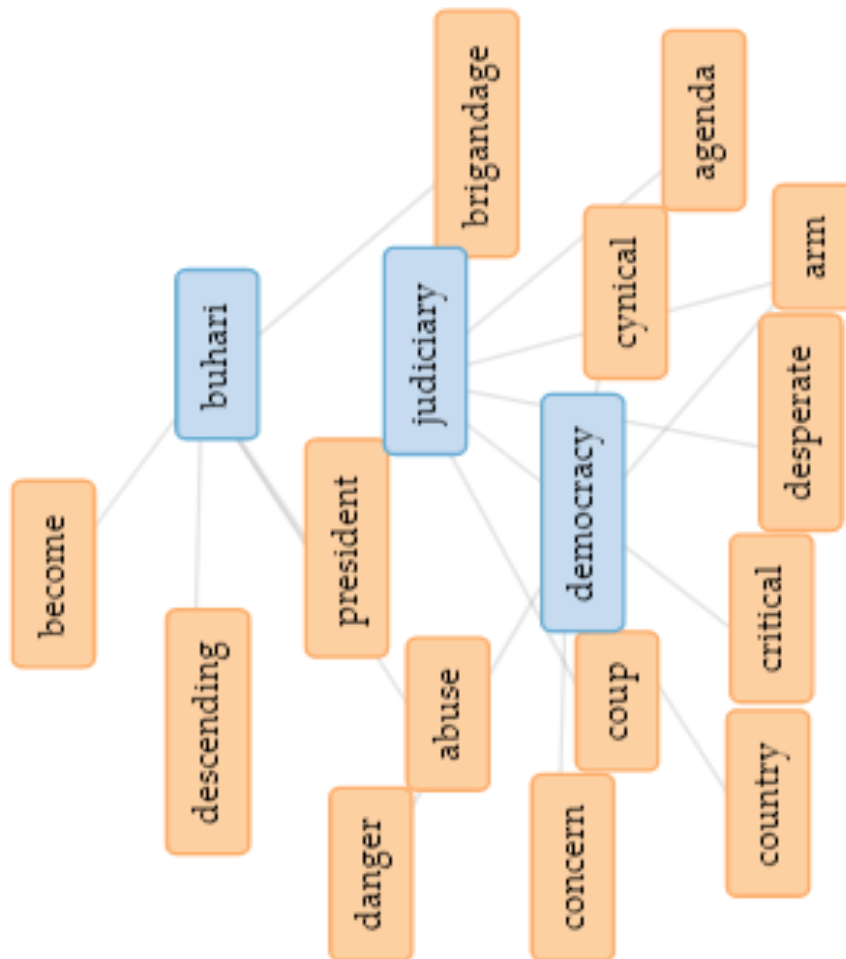 become
descending
buhari
danger
president
abuse
judiciary
brigandage
concern
coup
democracy
cynical
agenda
country
critical
desperate
arm